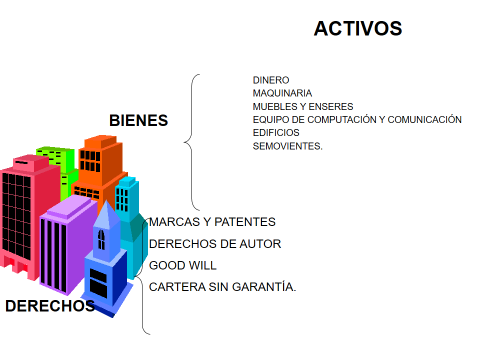 ACTIVOS
BIENES
DINERO
MAQUINARIA
MUEBLES Y ENSERES
EQUIPO DE COMPUTACIÓN Y COMUNICACIÓN
EDIFICIOS
SEMOVIENTES.
MARCAS Y PATENTES
DERECHOS DE AUTOR
GOOD WILL
CARTERA SIN GARANTÍA.
DERECHOS